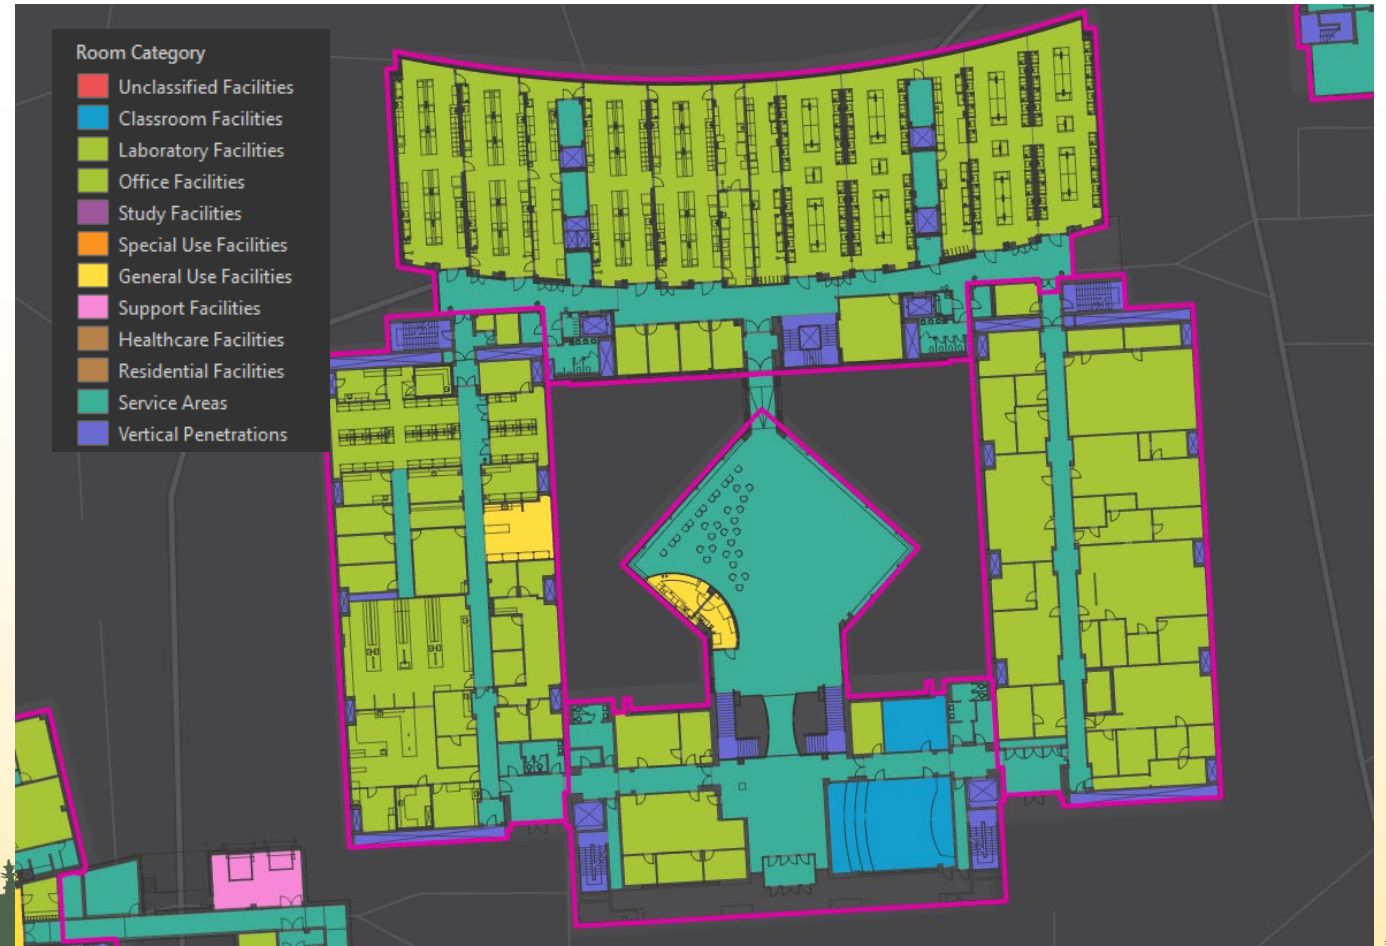 Room Category
Unclassified Facilities
Classroom Facilities
Laboratory Facilities
Office Facilities
Study Facilities
Special Use Facilities
General Use Facilities
Support Facilities
Healthcare Facilities
Residential Facilities
Service Areas
Vertical Penetrations